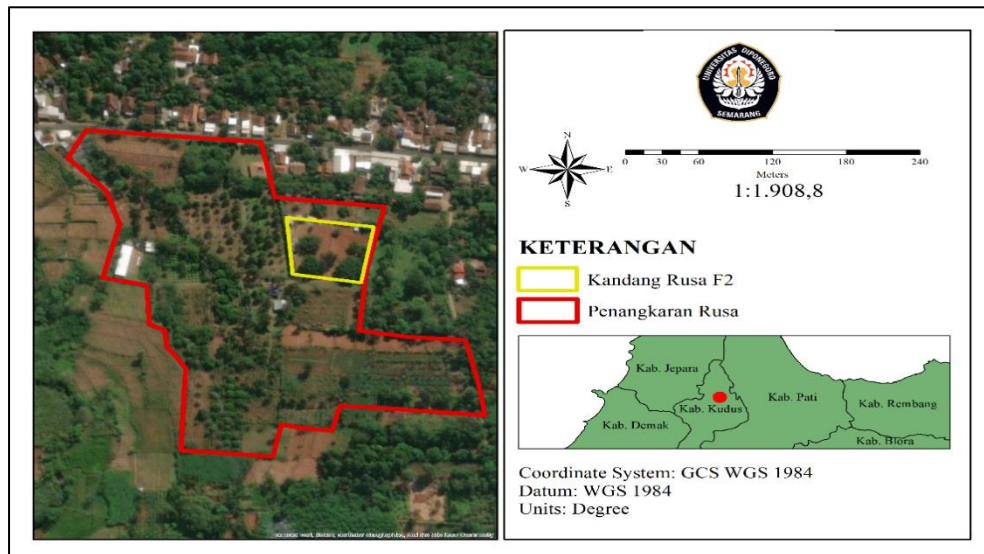 UNIVERSITAS DIPONEGORO
SEMARANG
N
W E
S
0 30 60 120 180 240
Meters
1:1.908,8
KETERANGAN
Kandang Rusa F2
Penangkaran Rusa
Kab. Jepara
Kab. Kudus
Kab. Pati
Kab. Rembang
Kab. Demak
Kab. Blora
Coordinate System: GCS WGS 1984
Datum: WGS 1984
Units: Degree